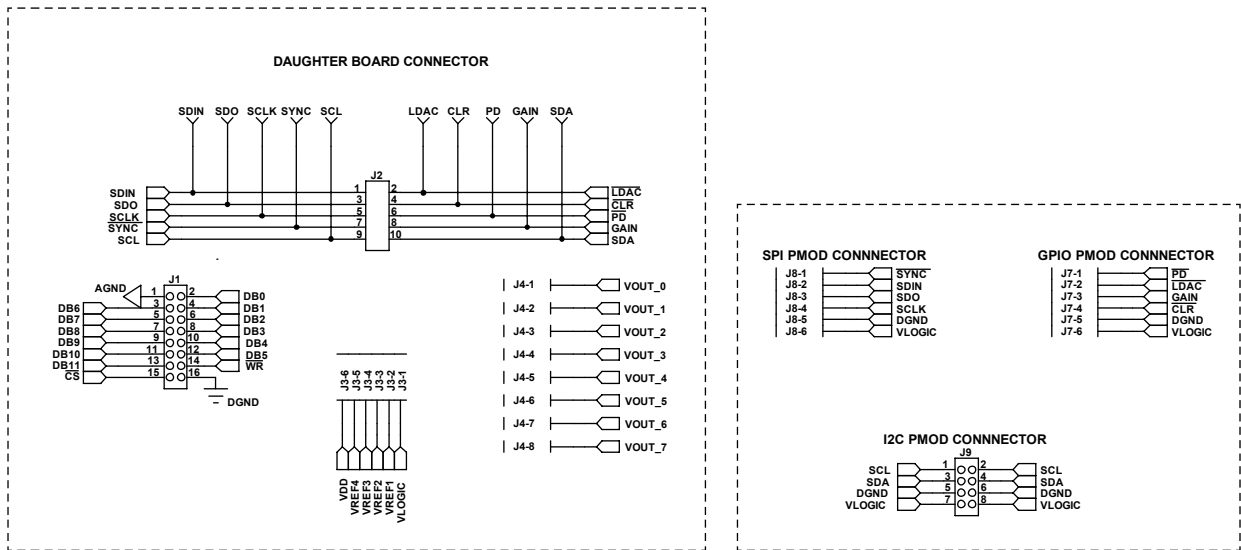 DAUGHTER BOARD CONNECTOR
SDIN SDO SCLK SYNC SCL LDAC CLR PD GAIN SDA
J2
SDIN 1 2 LDAC
SDO 3 4 CLR
SCLK 5 6 PD
SYNC 7 8 GAIN
SCL 9 10 SDA
J1
AGND 1 2 DB0
DB6 3 4 DB1
DB7 5 6 DB2
DB8 7 8 DB3
DB9 9 10 DB4
DB10 11 12 DB5
DB11 13 14 WR
CS 15 16
DGND
J3-6 J3-5 J3-4 J3-3 J3-2 J3-1
VDD VREF4 VREF3 VREF2 VREF1 VLOGIC
J4-1 VOUT_0
J4-2 VOUT_1
J4-3 VOUT_2
J4-4 VOUT_3
J4-5 VOUT_4
J4-6 VOUT_5
J4-7 VOUT_6
J4-8 VOUT_7
SPI PMOD CONNNECTOR
J8-1 SYNC
J8-2 SDIN
J8-3 SDO
J8-4 SCLK
J8-5 DGND
J8-6 VLOGIC
GPIO PMOD CONNNECTOR
J7-1 PD
J7-2 LDAC
J7-3 GAIN
J7-4 CLR
J7-5 DGND
J7-6 VLOGIC
I2C PMOD CONNNECTOR
J9
SCL 1 2 SCL
SDA 3 4 SDA
DGND 5 6 DGND
VLOGIC 7 8 VLOGIC